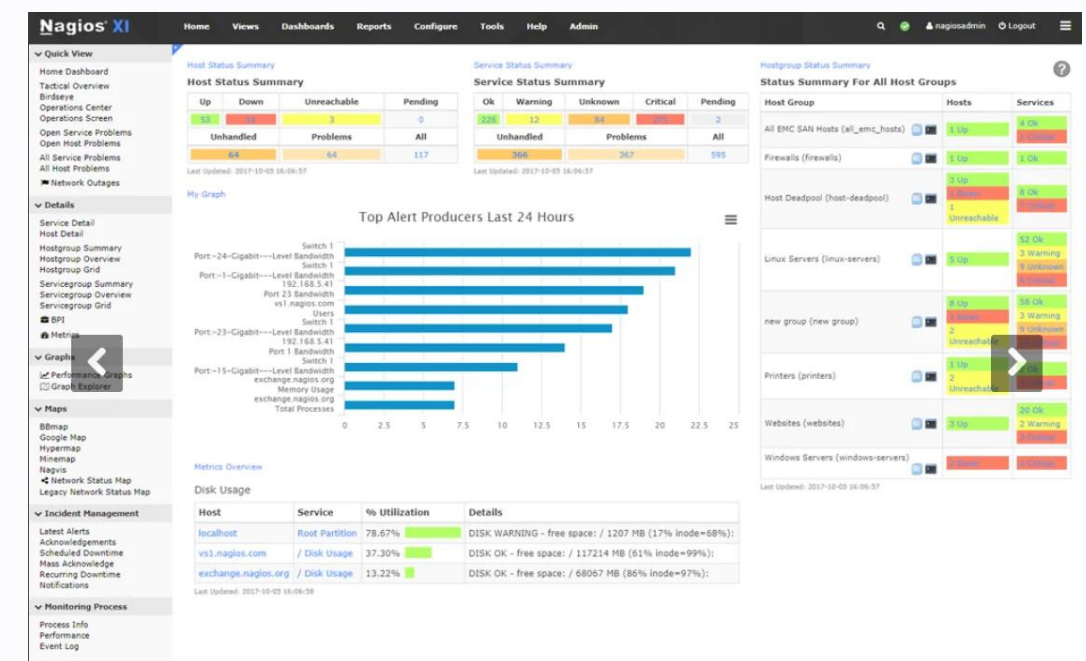 Nagios XI
Home Views Dashboards Reports Configure Tools Help Admin
nagiosadmin Logout
Quick View
Home Dashboard
Tactical Overview
Birdseye
Operations Center
Operations Screen
Open Service Problems
Open Host Problems
All Service Problems
All Host Problems
Network Outages
Details
Service Detail
Host Detail
Hostgroup Summary
Hostgroup Overview
Hostgroup Grid
Servicegroup Summary
Servicegroup Overview
Servicegroup Grid
BPI
Metrics
Graphs
Performance Graphs
Graph Explorer
Maps
BBmap
Google Map
Hypermap
Minemap
Nagvis
Network Status Map
Legacy Network Status Map
Incident Management
Latest Alerts
Acknowledgements
Scheduled Downtime
Mass Acknowledge
Recurring Downtime
Notifications
Monitoring Process
Process Info
Performance
Event Log
Host Status Summary
Host Status Summary
Up Down Unreachable Pending
53 3 0
Unhandled Problems All
64 64 117
Last Updated: 2017-10-05 16:06:57
Service Status Summary
Service Status Summary
Ok Warning Unknown Critical Pending
226 12 84 271 2
Unhandled Problems All
366 367 595
Last Updated: 2017-10-05 16:06:57
My Graph
Top Alert Producers Last 24 Hours
Switch 1
Port:-24-Gigabit---Level Bandwidth
Switch 1
Port:-1-Gigabit---Level Bandwidth
192.168.5.41
Port 23 Bandwidth
vs1.nagios.com
Users
Switch 1
Port:-23-Gigabit---Level Bandwidth
192.168.5.41
Port 1 Bandwidth
Switch 1
Port:-15-Gigabit---Level Bandwidth
exchange.nagios.org
Memory Usage
exchange.nagios.org
Total Processes
0 2.5 5 7.5 10 12.5 15 17.5 20 22.5 25
Metrics Overview
Disk Usage
Host Service % Utilization Details
localhost Root Partition 78.67% DISK WARNING - free space: / 1207 MB (17% inode=68%):
vs1.nagios.com / Disk Usage 37.30% DISK OK - free space: / 117214 MB (61% inode=99%):
exchange.nagios.org / Disk Usage 13.22% DISK OK - free space: / 68067 MB (86% inode=97%):
Last Updated: 2017-10-05 16:06:58
Hostgroup Status Summary
Status Summary For All Host Groups
Host Group Hosts Services
All EMC SAN Hosts (all_emc_hosts) 1 Up 4 Ok
Critical
Firewalls (firewalls) 1 Up 1 Ok
Host Deadpool (host-deadpool) 3 Up 8 Ok
Down Critical
1
Unreachable
Linux Servers (linux-servers) 5 Up 52 Ok
3 Warning
9 Unknown
Critical
new group (new group) 8 Up 58 Ok
Down 3 Warning
2 9 Unknown
Unreachable
Printers (printers) 1 Up Ok
2
Unreachable
Websites (websites) 3 Up 20 Ok
2 Warning
Critical
Windows Servers (windows-servers) Down Critical
Last Updated: 2017-10-05 16:06:57